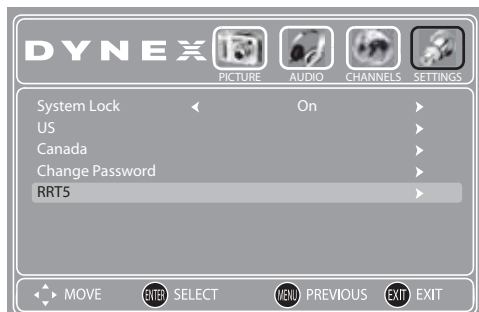 DYNEX
PICTURE AUDIO CHANNELS SETTINGS
System Lock On
US
Canada
Change Password
RRT5
MOVE ENTER SELECT MENU PREVIOUS EXIT EXIT